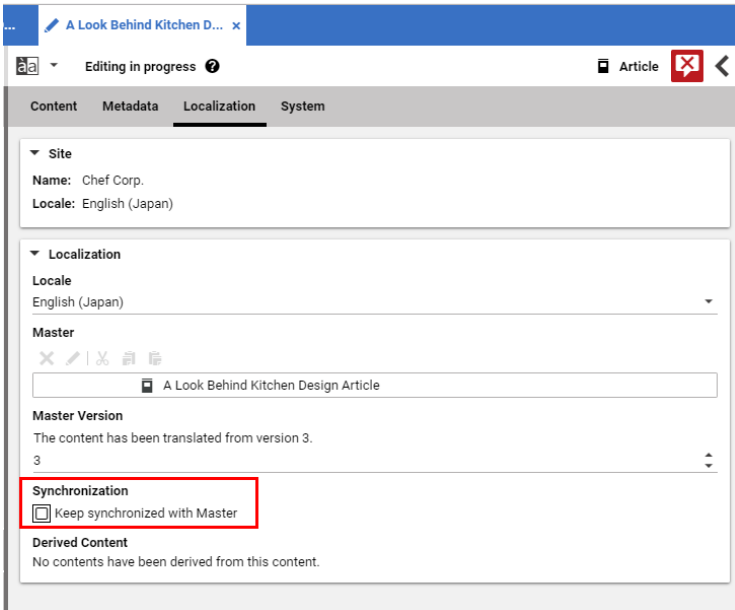 ...
A Look Behind Kitchen D... ×
àa Editing in progress ?
Article
Content Metadata Localization System
Site
Name: Chef Corp.
Locale: English (Japan)
Localization
Locale
English (Japan)
Master
A Look Behind Kitchen Design Article
Master Version
The content has been translated from version 3.
3
Synchronization
Keep synchronized with Master
Derived Content
No contents have been derived from this content.